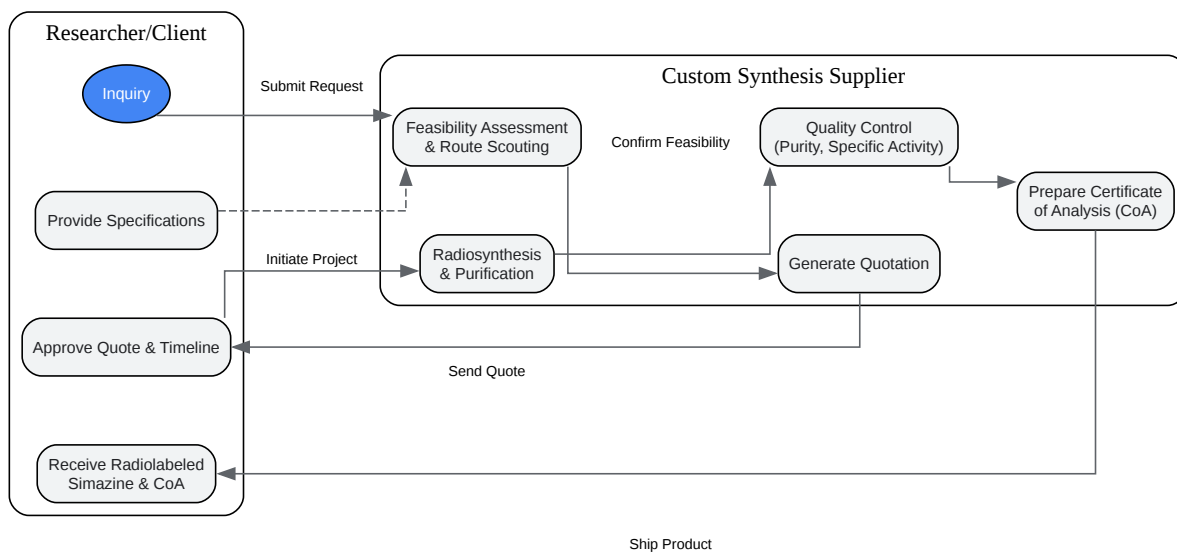 Researcher/Client
Custom Synthesis Supplier
Inquiry
Submit Request
Feasibility Assessment
& Route Scouting
Confirm Feasibility
Quality Control
(Purity, Specific Activity)
Prepare Certificate
of Analysis (CoA)
Provide Specifications
Initiate Project
Radiosynthesis
& Purification
Generate Quotation
Approve Quote & Timeline
Send Quote
Receive Radiolabeled
Simazine & CoA
Ship Product